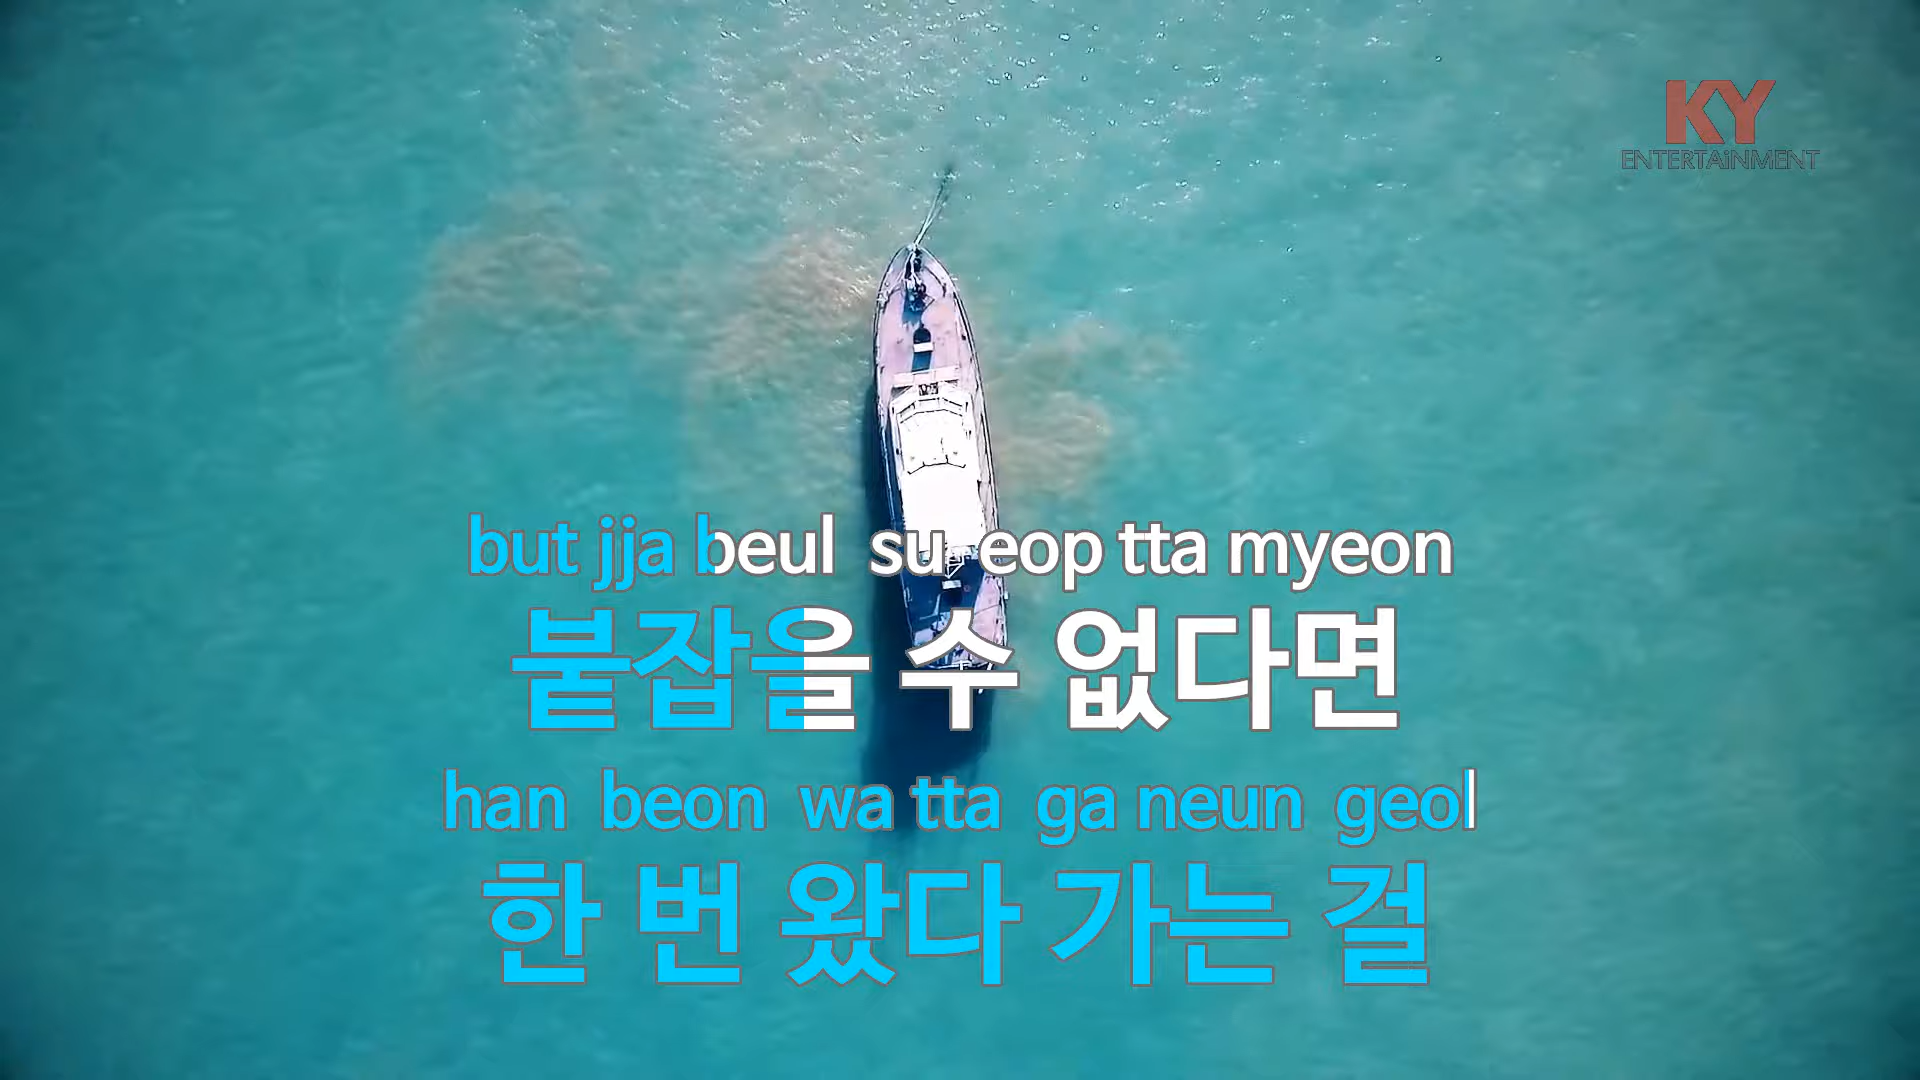 KY
ENTERTAiNMENT
but jja beul su eop tta myeon
붙잡을 수 없다면
han beon wa tta ga neun geol
한 번 왔다 가는 걸